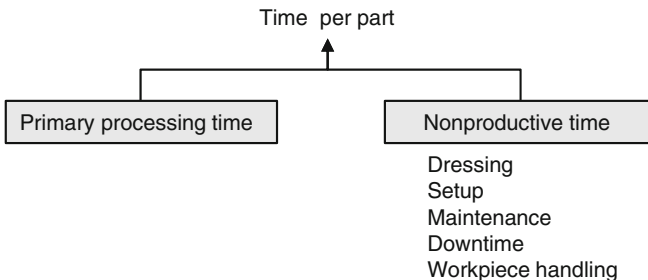 Time per part
Primary processing time
Nonproductive time
Dressing
Setup
Maintenance
Downtime
Workpiece handling